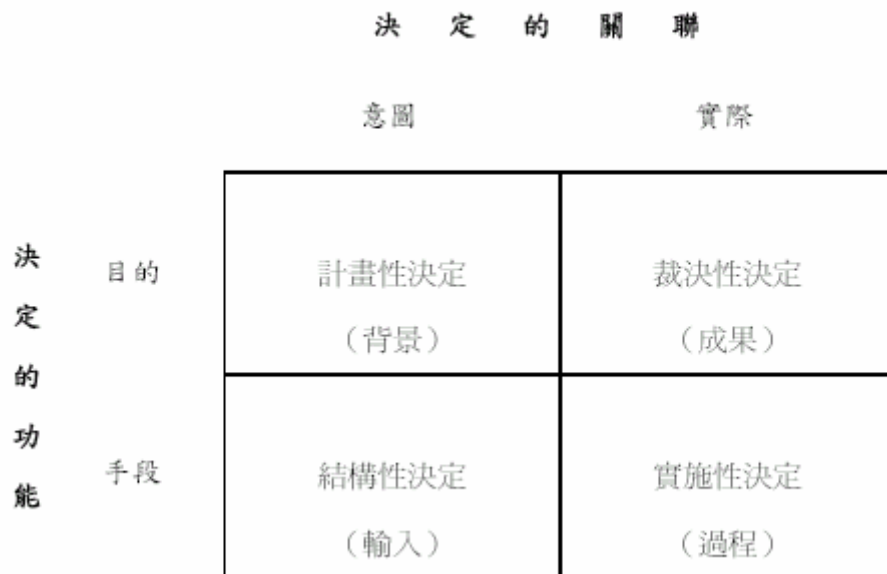 決定的關聯
意圖 實際
決定的功能
目的 計畫性決定 裁決性決定
(背景) (成果)
手段 結構性決定 實施性決定
(輸入) (過程)